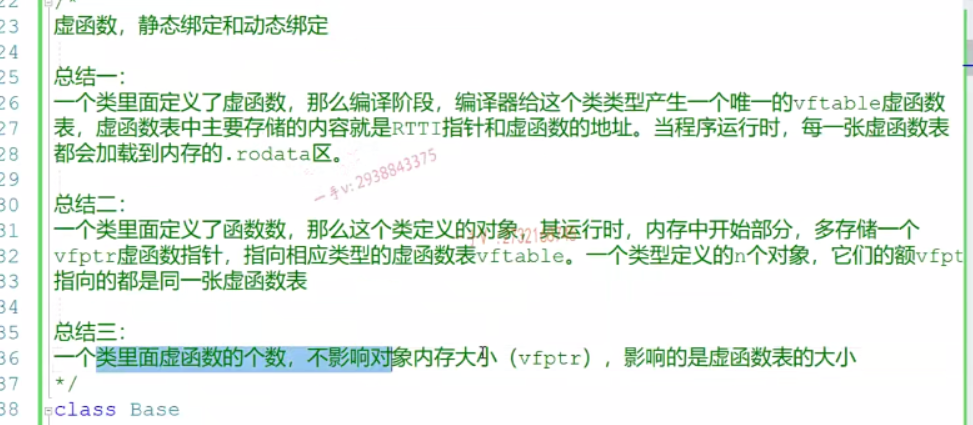 22 /*
23 虚函数，静态绑定和动态绑定
24
25 总结一：
26 一个类里面定义了虚函数，那么编译阶段，编译器给这个类类型产生一个唯一的vftable虚函数
27 表，虚函数表中主要存储的内容就是RTTI指针和虚函数的地址。当程序运行时，每一张虚函数表
28 都会加载到内存的.rodata区。
一手v:2938843375
29
30 总结二：
31 一个类里面定义了函数数，那么这个类定义的对象，其运行时，内存中开始部分，多存储一个
32 vfptr虚函数指针，指向相应类型的虚函数表vftable。一个类型定义的n个对象，它们的额vfpt
33 指向的都是同一张虚函数表
34
35 总结三：
36 一个类里面虚函数的个数，不影响对象内存大小（vfptr），影响的是虚函数表的大小
37 */
38 class Base